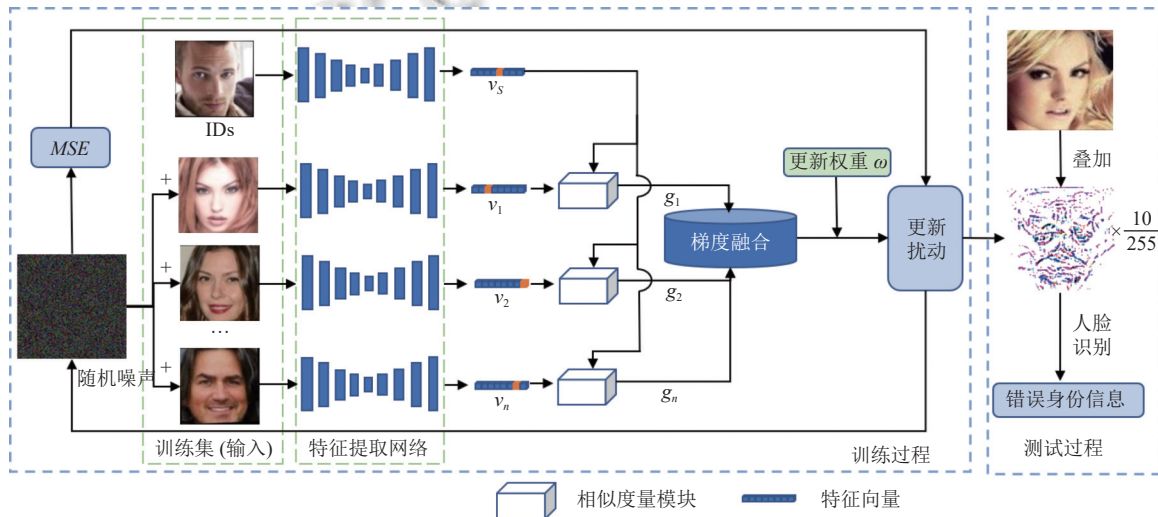 IDs
MSE
+
+
+
随机噪声
...
v_S
v_1
v_2
v_n
g_1
g_2
g_n
梯度融合
更新权重 ω
更新
扰动
训练集 (输入)
特征提取网络
训练过程
叠加
× 10/255
人脸
识别
错误身份信息
测试过程
相似度量模块
特征向量